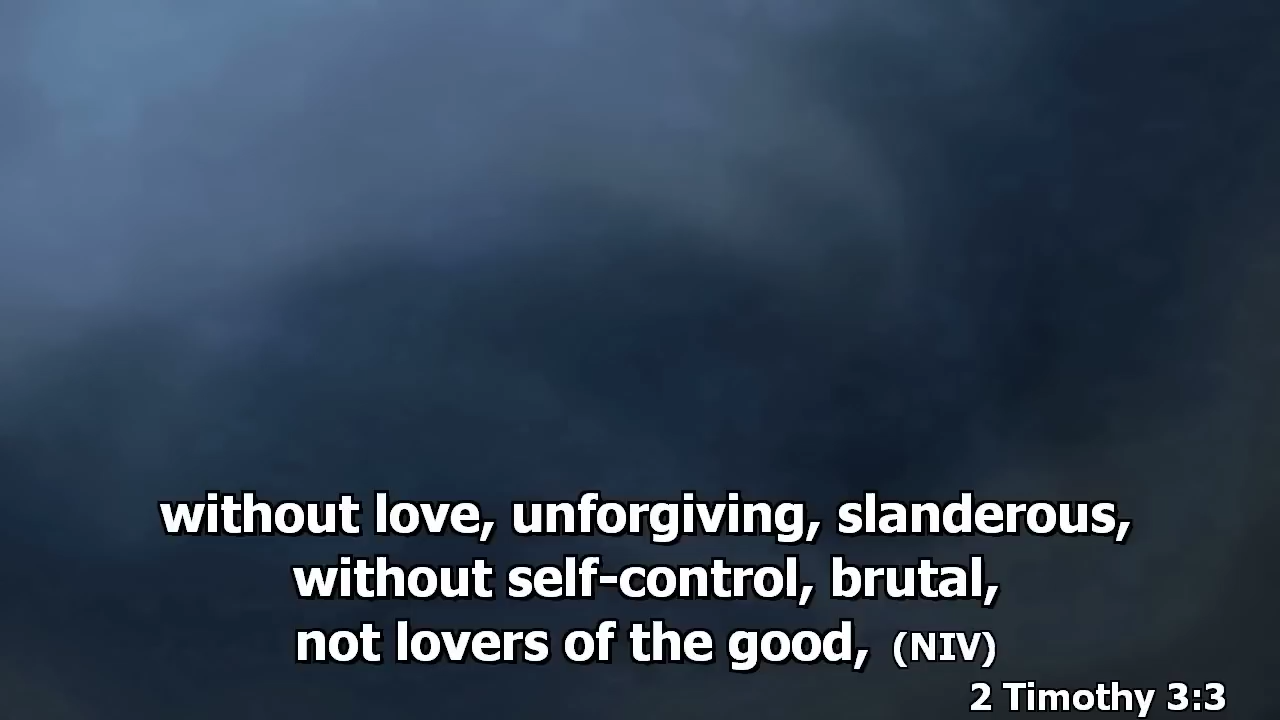 without love, unforgiving, slanderous,
without self-control, brutal,
not lovers of the good, (NIV)
2 Timothy 3:3